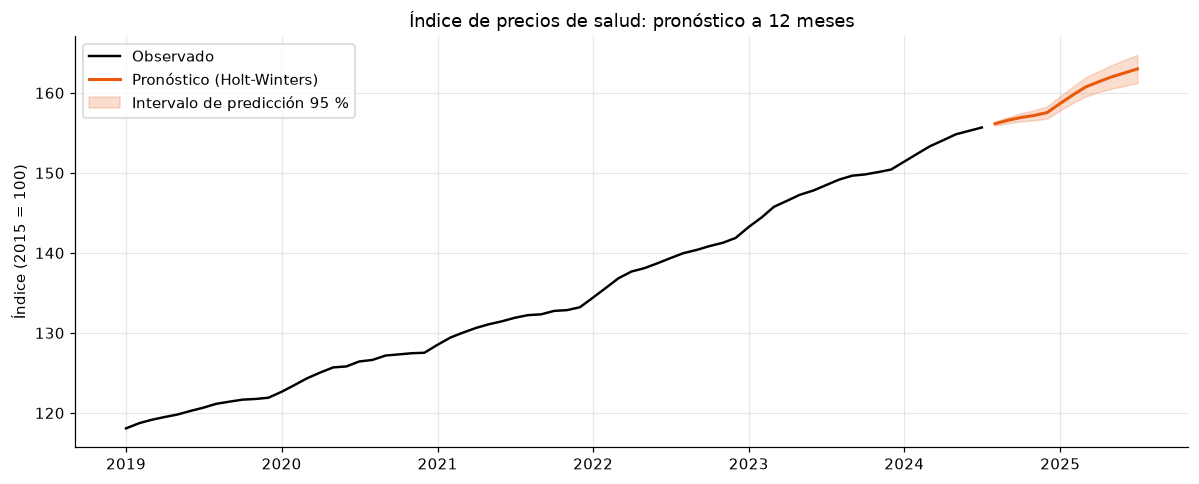 Índice de precios de salud: pronóstico a 12 meses
Observado
Pronóstico (Holt-Winters)
Intervalo de predicción 95 %
Índice (2015 = 100)
160
150
140
130
120
2019 2020 2021 2022 2023 2024 2025